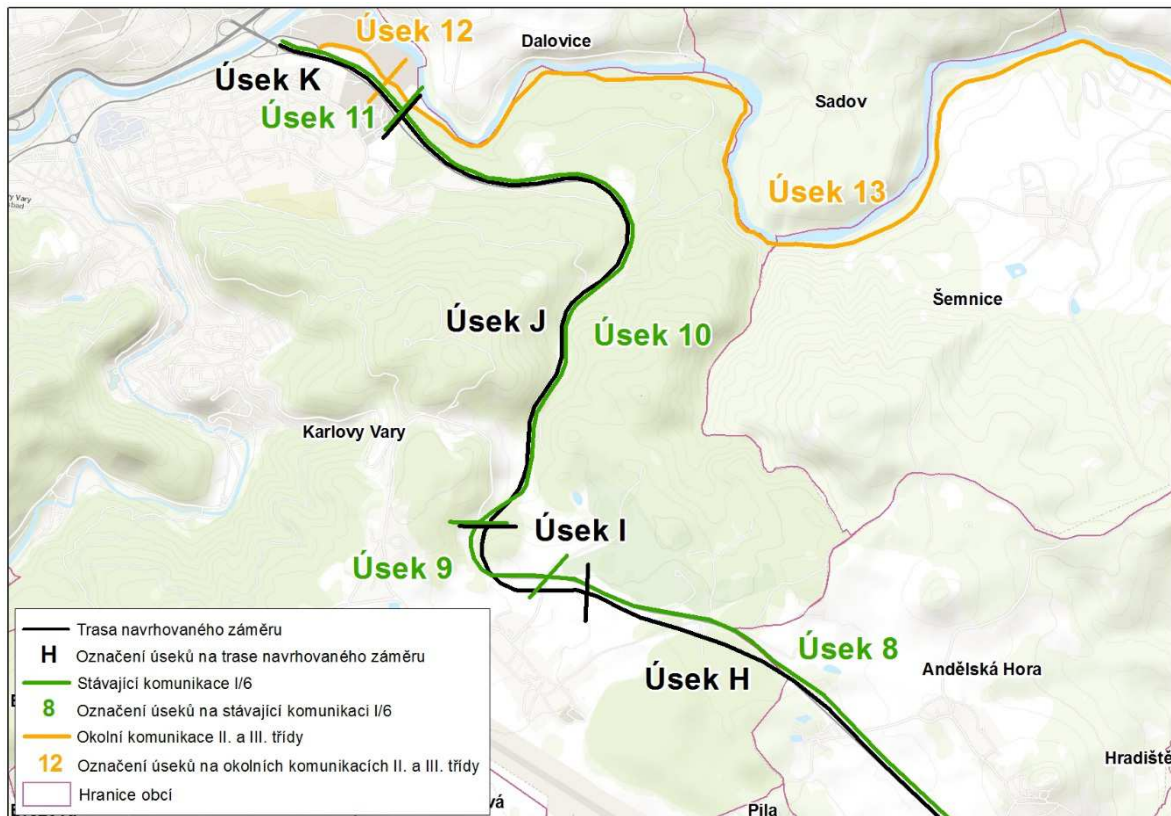 Úsek 12
Dalovice
Úsek K
Sadov
Úsek 11
Úsek 13
Šemnice
Úsek J
Úsek 10
Karlovy Vary
Úsek I
Úsek 9
Úsek 8
Andělská Hora
Úsek H
Hradiště
Pila
vá
Trasa navrhovaného záměru
H Označení úseků na trase navrhovaného záměru
Stávající komunikace I/6
8 Označení úseků na stávající komunikaci I/6
Okolní komunikace II. a III. třídy
12 Označení úseků na okolních komunikacích II. a III. třídy
Hranice obcí